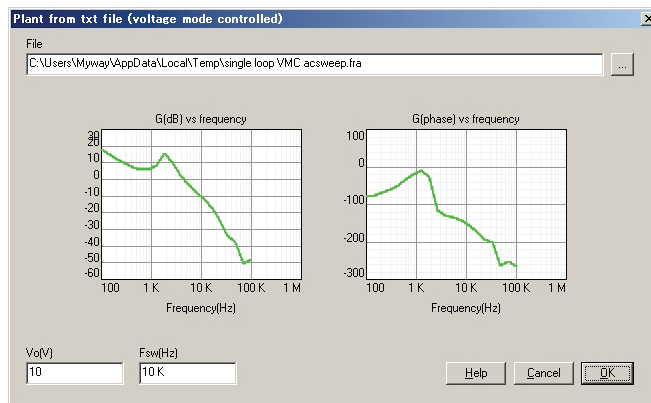 Plant from txt file (voltage mode controlled)
File
C:\Users\Myway\AppData\Local\Temp\single loop VMC acsweep.fra
...
G(dB) vs frequency
30
20
10
0
-10
-20
-30
-40
-50
-60
100 1 K 10 K 100 K 1 M
Frequency(Hz)
G(phase) vs frequency
100
0
-100
-200
-300
100 1 K 10 K 100 K 1 M
Frequency(Hz)
Vo(V)
10
Fsw(Hz)
10 K
Help
Cancel
OK